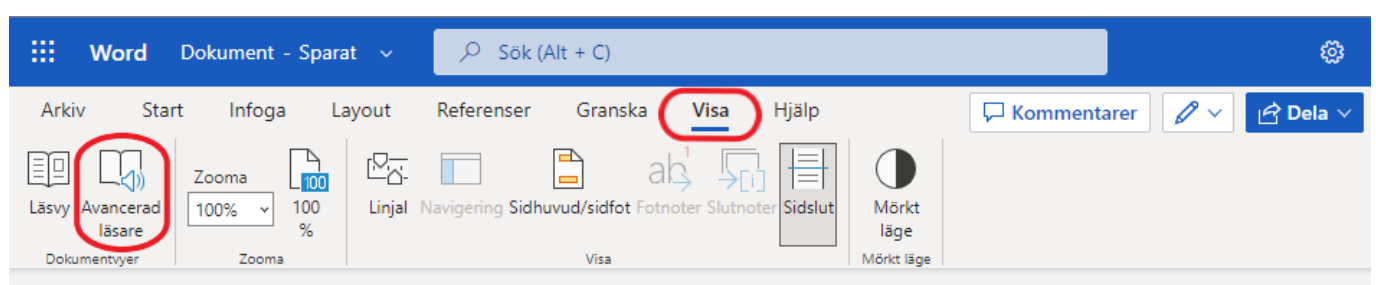 Word Dokument - Sparat Sök (Alt + C)
Arkiv Start Infoga Layout Referenser Granska Visa Hjälp Kommentarer Dela
Läsvy
Avancerad
läsare
Zooma
100%
100
100
%
Linjal
Navigering
Sidhuvud/sidfot
ab1
Fotnoter
[i]
Slutnoter
Sidslut
Mörkt
läge
Dokumentvyer Zooma Visa Mörkt läge